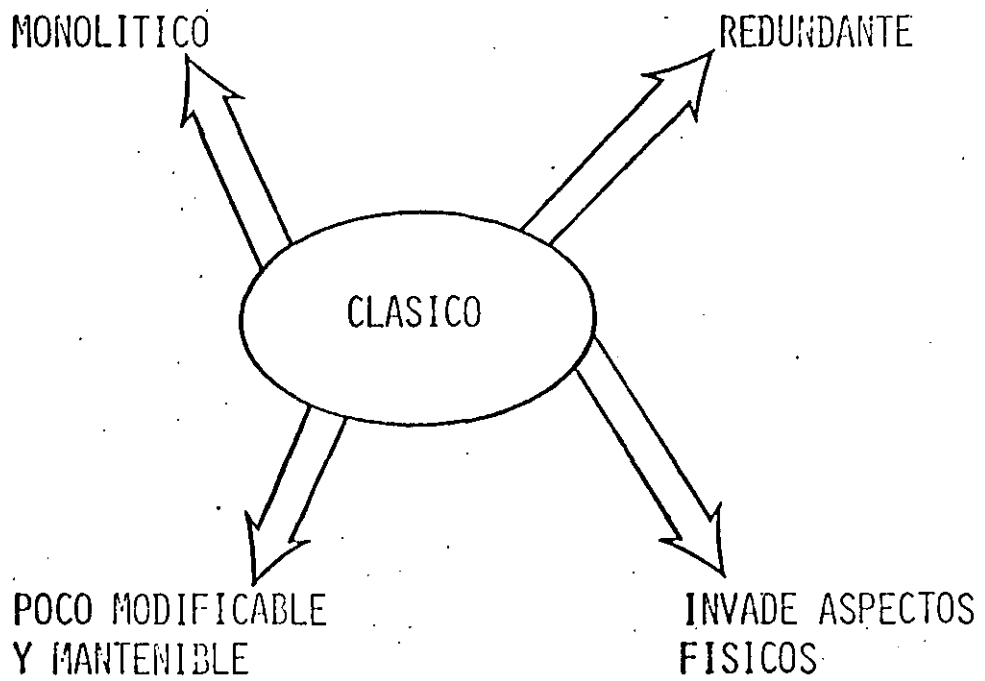 MONOLITICO
REDUNDANTE
CLASICO
POCO MODIFICABLE
Y MANTENIBLE
INVADE ASPECTOS
FISICOS